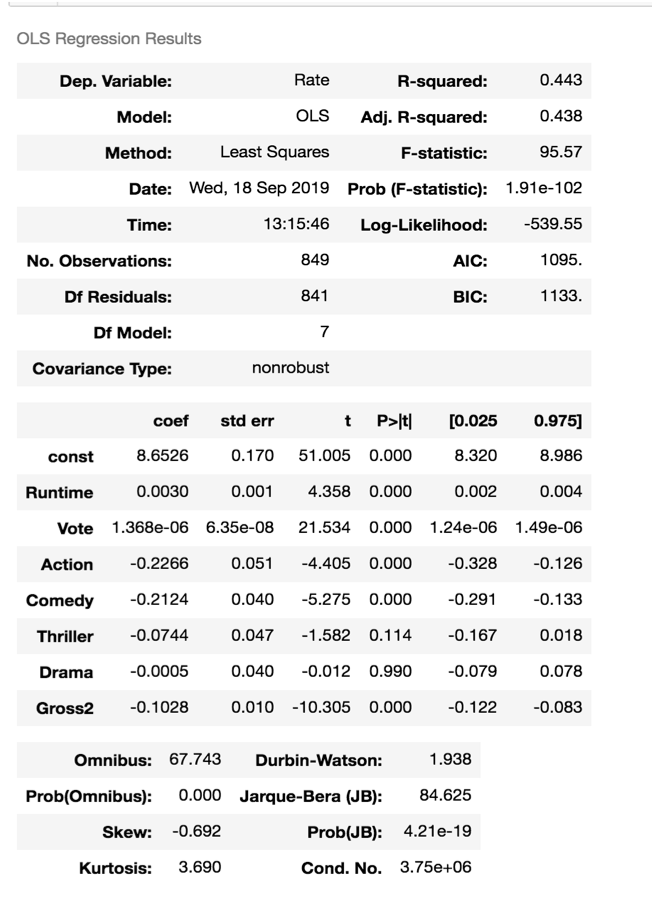 OLS Regression Results
Dep. Variable: Rate R-squared: 0.443
Model: OLS Adj. R-squared: 0.438
Method: Least Squares F-statistic: 95.57
Date: Wed, 18 Sep 2019 Prob (F-statistic): 1.91e-102
Time: 13:15:46 Log-Likelihood: -539.55
No. Observations: 849 AIC: 1095.
Df Residuals: 841 BIC: 1133.
Df Model: 7
Covariance Type: nonrobust
coef std err t P>|t| [0.025 0.975]
const 8.6526 0.170 51.005 0.000 8.320 8.986
Runtime 0.0030 0.001 4.358 0.000 0.002 0.004
Vote 1.368e-06 6.35e-08 21.534 0.000 1.24e-06 1.49e-06
Action -0.2266 0.051 -4.405 0.000 -0.328 -0.126
Comedy -0.2124 0.040 -5.275 0.000 -0.291 -0.133
Thriller -0.0744 0.047 -1.582 0.114 -0.167 0.018
Drama -0.0005 0.040 -0.012 0.990 -0.079 0.078
Gross2 -0.1028 0.010 -10.305 0.000 -0.122 -0.083
Omnibus: 67.743 Durbin-Watson: 1.938
Prob(Omnibus): 0.000 Jarque-Bera (JB): 84.625
Skew: -0.692 Prob(JB): 4.21e-19
Kurtosis: 3.690 Cond. No. 3.75e+06